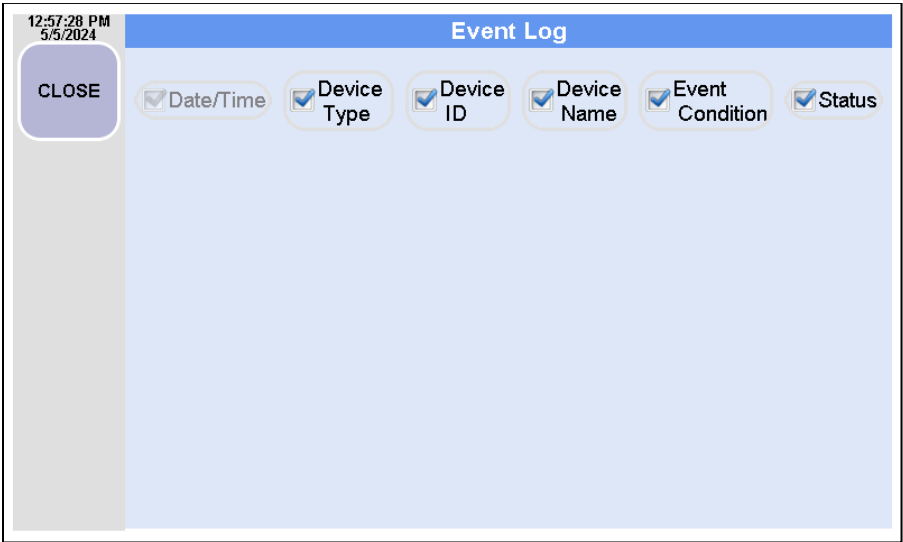 12:57:28 PM
5/5/2024
Event Log
CLOSE
Date/Time
Device
Type
Device
ID
Device
Name
Event
Condition
Status